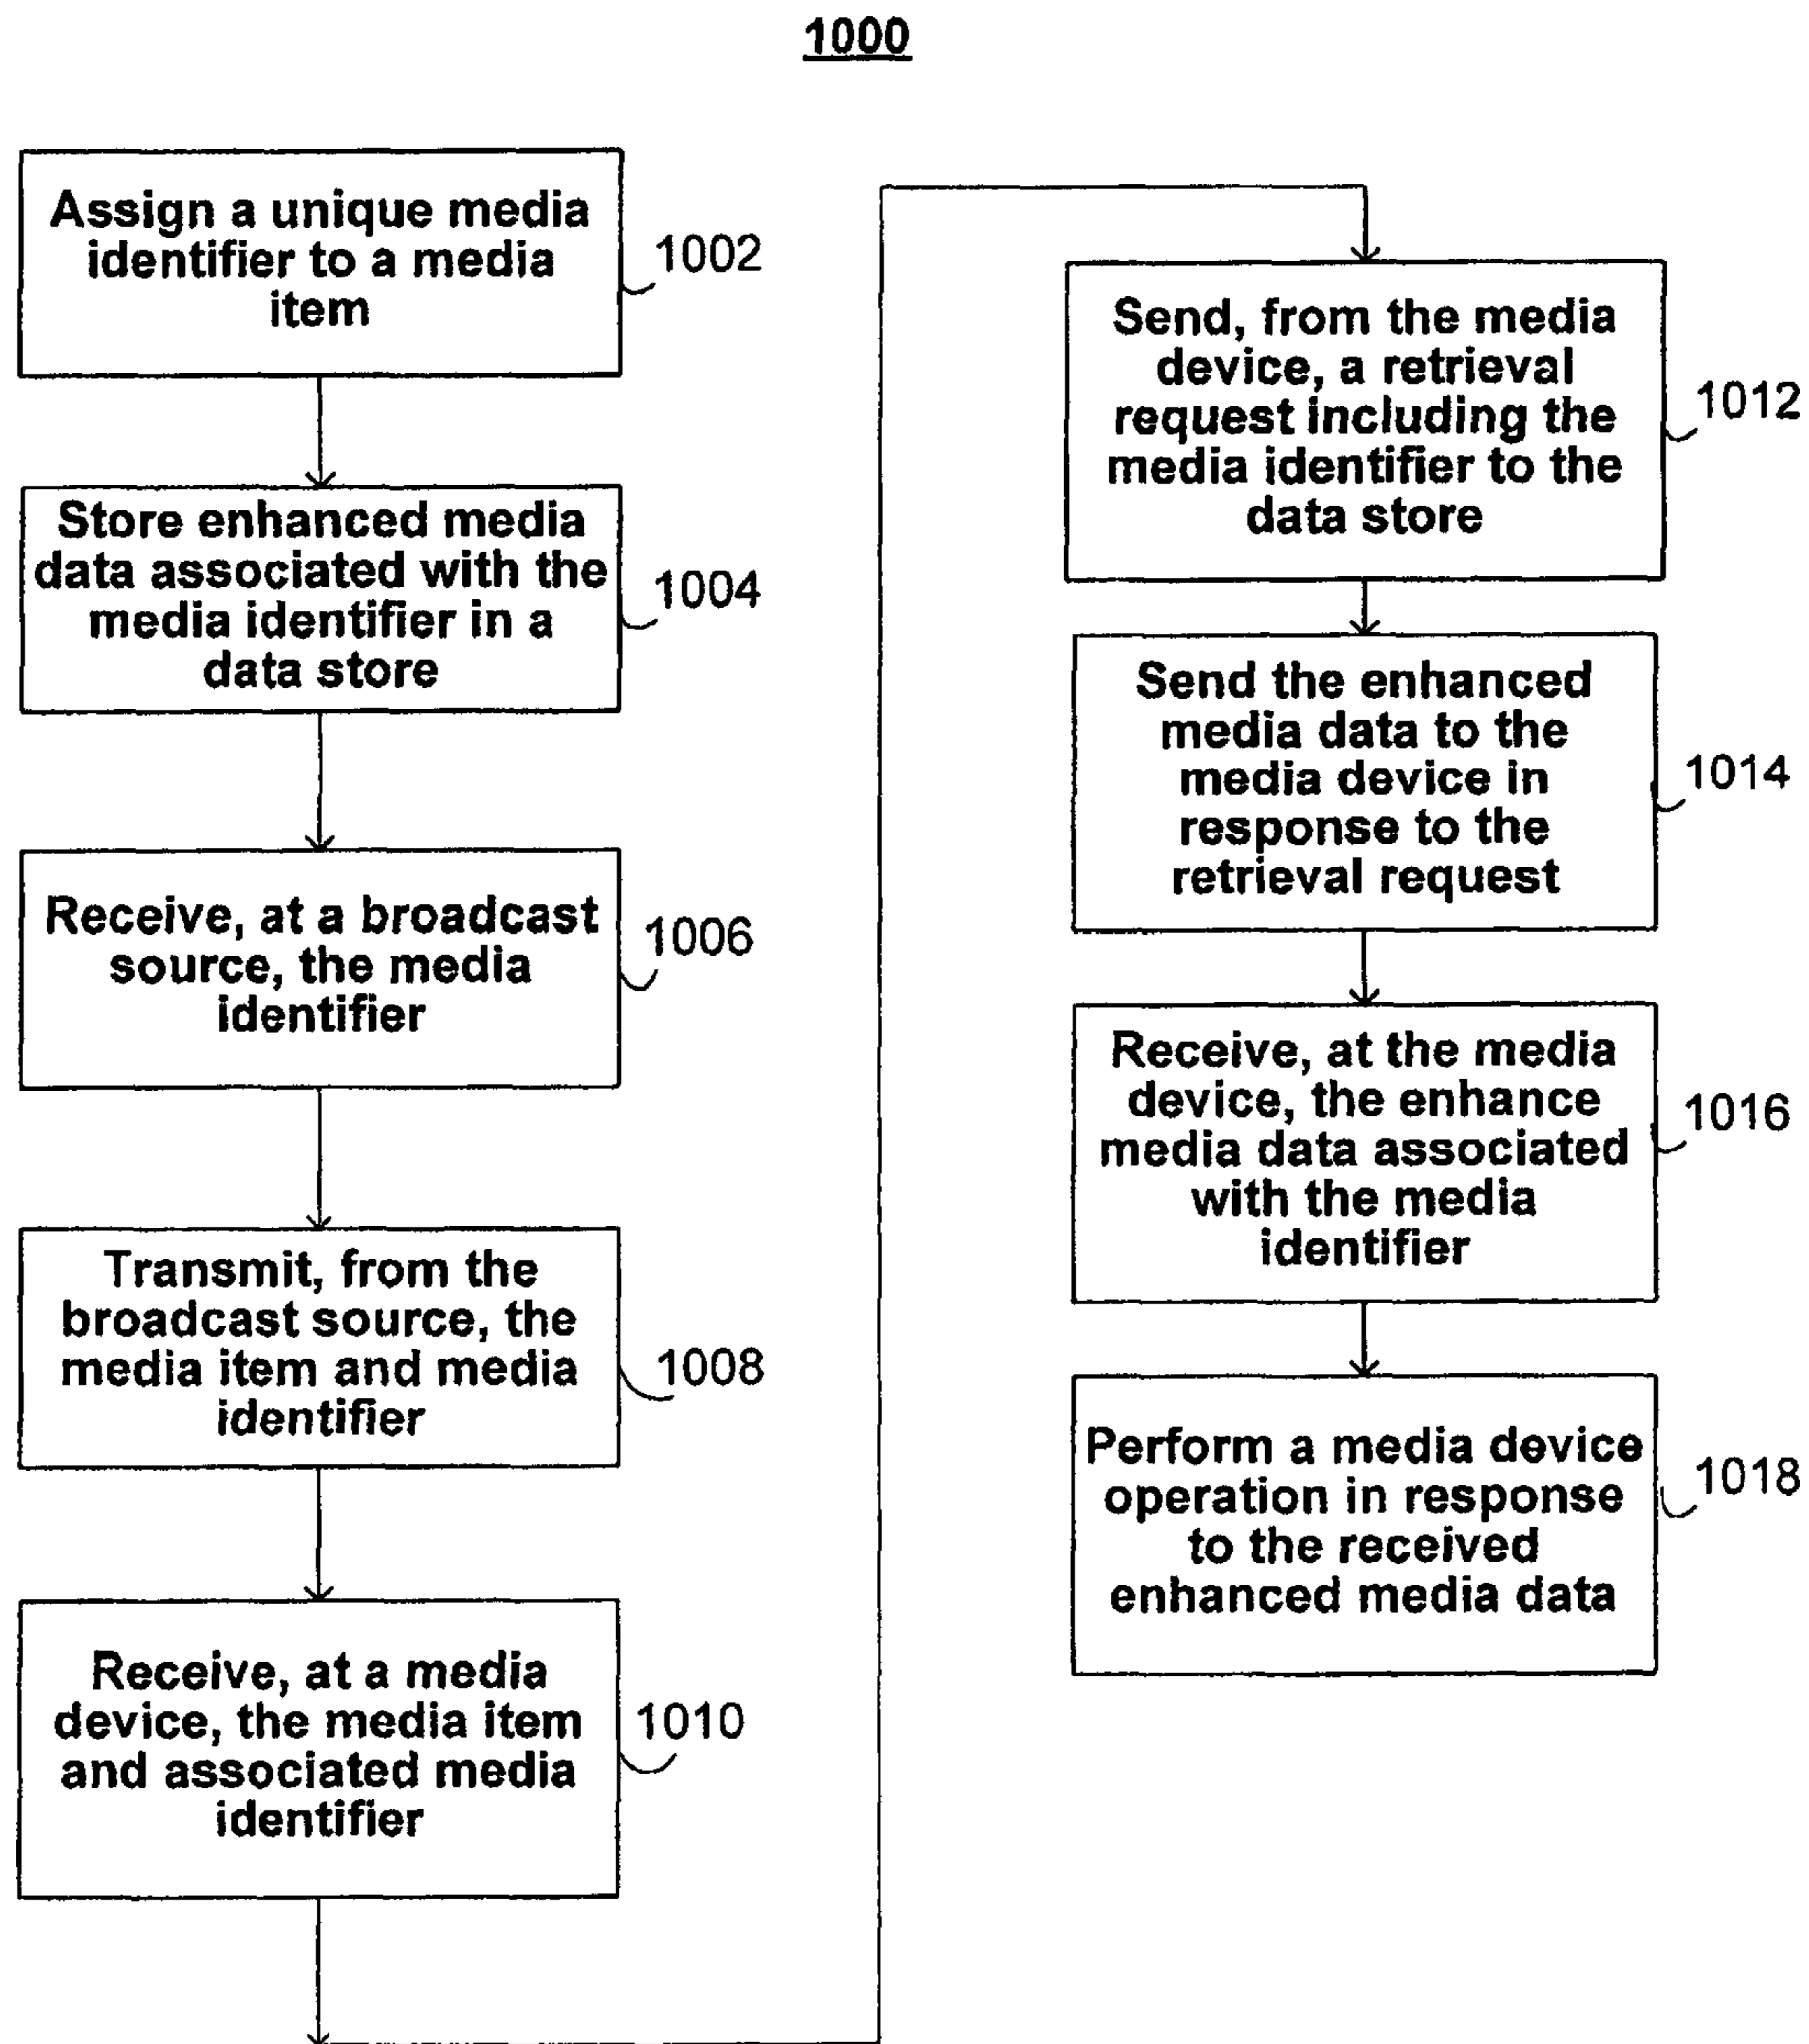 1000
Assign a unique media
identifier to a media
item
1002
Store enhanced media
data associated with the
media identifier in a
data store
1004
Receive, at a broadcast
source, the media
identifier
1006
Transmit, from the
broadcast source, the
media item and media
identifier
1008
Receive, at a media
device, the media item
and associated media
identifier
1010
Send, from the media
device, a retrieval
request including the
media identifier to the
data store
1012
Send the enhanced
media data to the
media device in
response to the
retrieval request
1014
Receive, at the media
device, the enhance
media data associated
with the media
identifier
1016
Perform a media device
operation in response
to the received
enhanced media data
1018